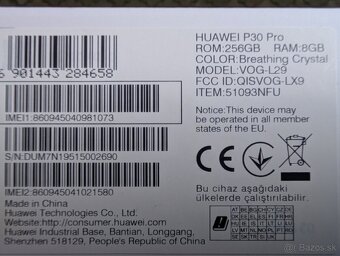 HUAWEI P30 Pro
ROM:256GB RAM:8GB
COLOR:Breathing Crystal
MODEL:VOG-L29
FCC ID:QISVOG-LX9
ITEM:51093NFU
6 901443 284658
IMEI1:860945040981073
S/N:DUM7N19515002690
IMEI2:860945041021580
Made in China
Huawei Technologies Co., Ltd.
http://consumer.huawei.com
Huawei Industrial Base, Bantian, Longgang,
Shenzhen 518129, People's Republic of China
Notice: This device may
be operated in all member
states of the EU.
CE
Bu cihaz aşağıdaki
ülkelerde çalıştırılabilir.
bazos.sk